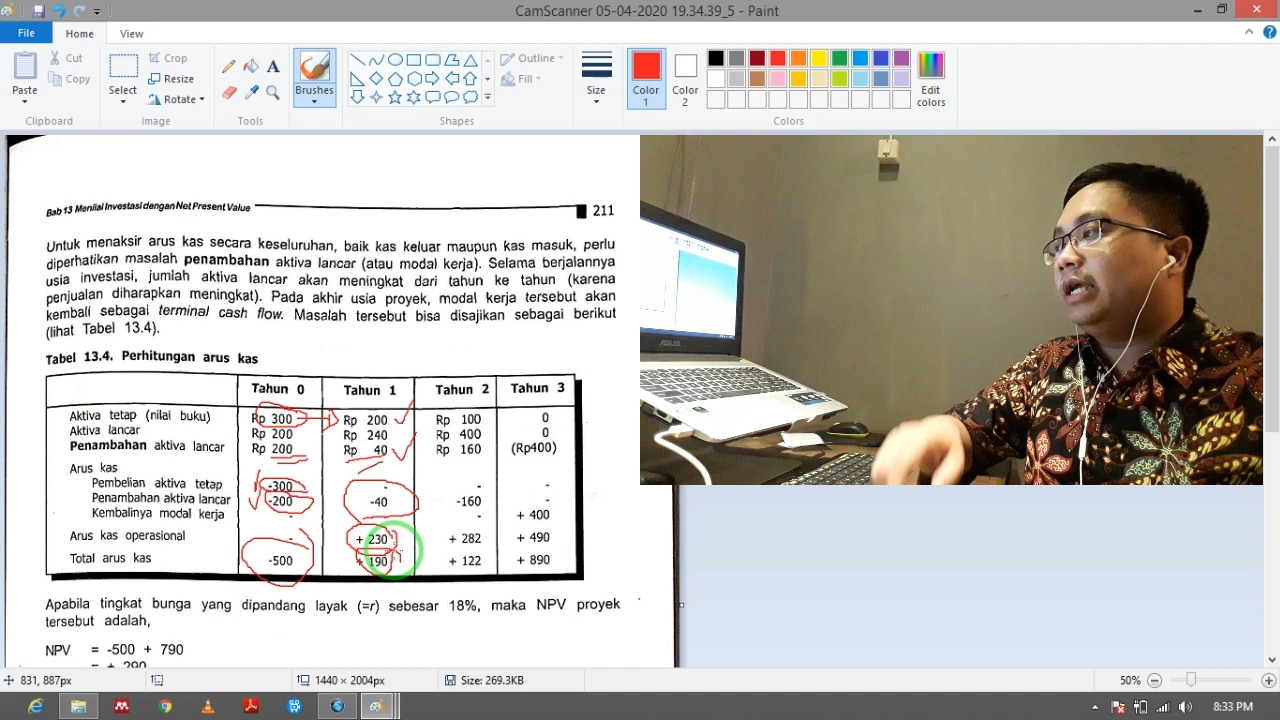 CamScanner 05-04-2020 19.34.39_5 - Paint
File Home View
Paste
Cut
Copy
Clipboard
Select
Crop
Resize
Rotate
Image
A
Tools
Brushes
Outline
Fill
Shapes
Size
Color 1
Color 2
Edit colors
Colors
Bab 13 Menilai Investasi dengan Net Present Value 211
Untuk menaksir arus kas secara keseluruhan, baik kas keluar maupun kas masuk, perlu
diperhatikan masalah penambahan aktiva lancar (atau modal kerja). Selama berjalannya
usia investasi, jumlah aktiva lancar akan meningkat dari tahun ke tahun (karena
penjualan diharapkan meningkat). Pada akhir usia proyek, modal kerja tersebut akan
kembali sebagai terminal cash flow. Masalah tersebut bisa disajikan sebagai berikut
(lihat Tabel 13.4).
Tabel 13.4. Perhitungan arus kas
Tahun 0 Tahun 1 Tahun 2 Tahun 3
Aktiva tetap (nilai buku) Rp 300 Rp 200 Rp 100 0
Aktiva lancar Rp 200 Rp 240 Rp 400 0
Penambahan aktiva lancar Rp 200 Rp 40 Rp 160 (Rp400)
Arus kas
Pembelian aktiva tetap -300 - - -
Penambahan aktiva lancar -200 -40 -160 -
Kembalinya modal kerja - - + 400
Arus kas operasional - + 230 + 282 + 490
Total arus kas -500 + 190 + 122 + 890
Apabila tingkat bunga yang dipandang layak (=r) sebesar 18%, maka NPV proyek
tersebut adalah,
NPV = -500 + 790
= + 290
ASUS
831, 887px 1440 × 2004px Size: 269.3KB 50%
8:33 PM